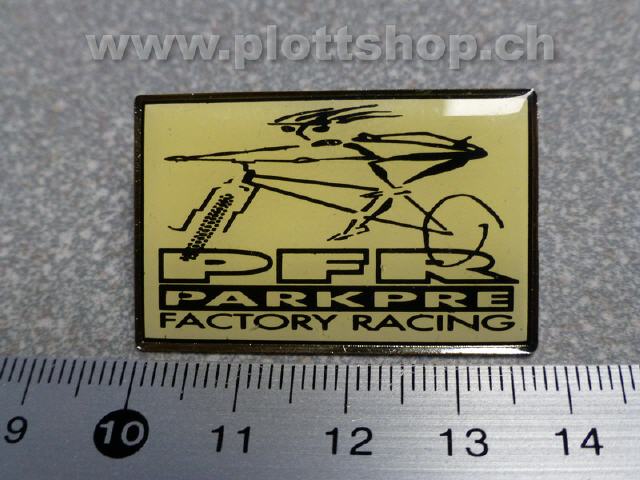 www.plottshop.ch
PFR
PARKPRE
FACTORY RACING
9 10 11 12 13 14